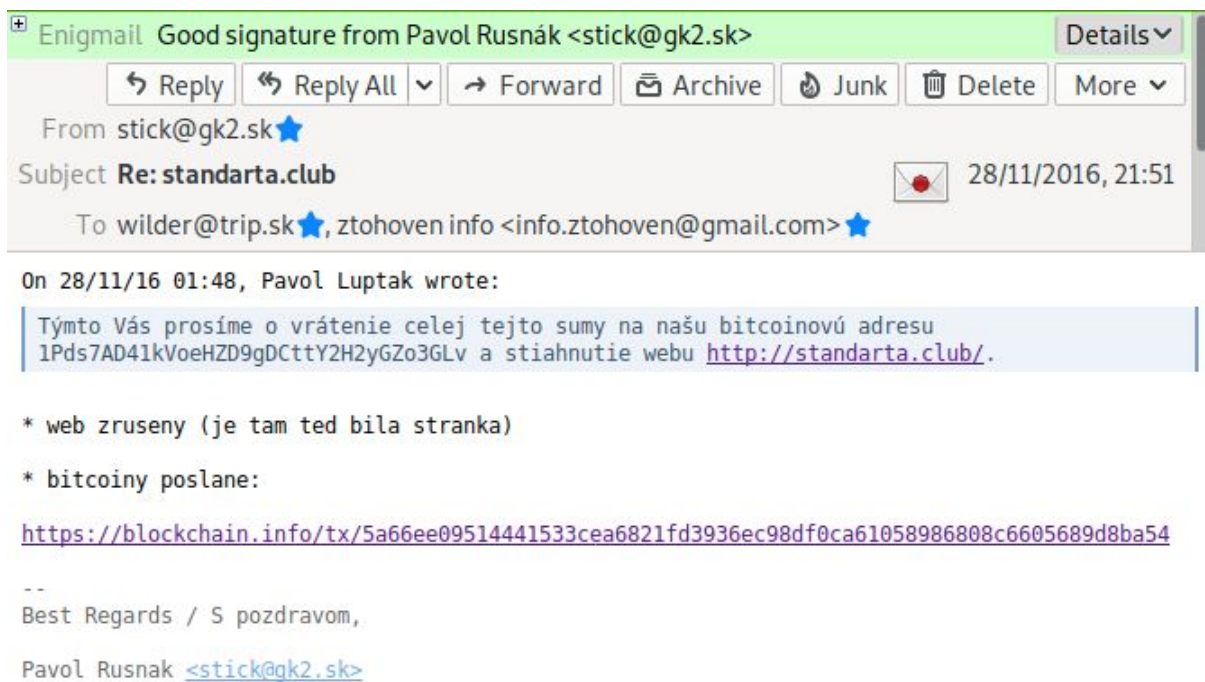 Enigmail Good signature from Pavol Rusnák <stick@gk2.sk> Details
Reply Reply All Forward Archive Junk Delete More
From stick@gk2.sk
Subject Re: standarta.club 28/11/2016, 21:51
To wilder@trip.sk, ztohoven info <info.ztohoven@gmail.com>
On 28/11/16 01:48, Pavol Luptak wrote:
Týmto Vás prosíme o vrátenie celej tejto sumy na našu bitcoinovú adresu
1Pds7AD41kVoeHZD9gDCttY2H2yGZo3GLv a stiahnutie webu http://standarta.club/.
* web zruseny (je tam ted bila stranka)
* bitcoiny poslane:
https://blockchain.info/tx/5a66ee09514441533cea6821fd3936ec98df0ca61058986808c6605689d8ba54
--
Best Regards / S pozdravom,
Pavol Rusnak <stick@gk2.sk>